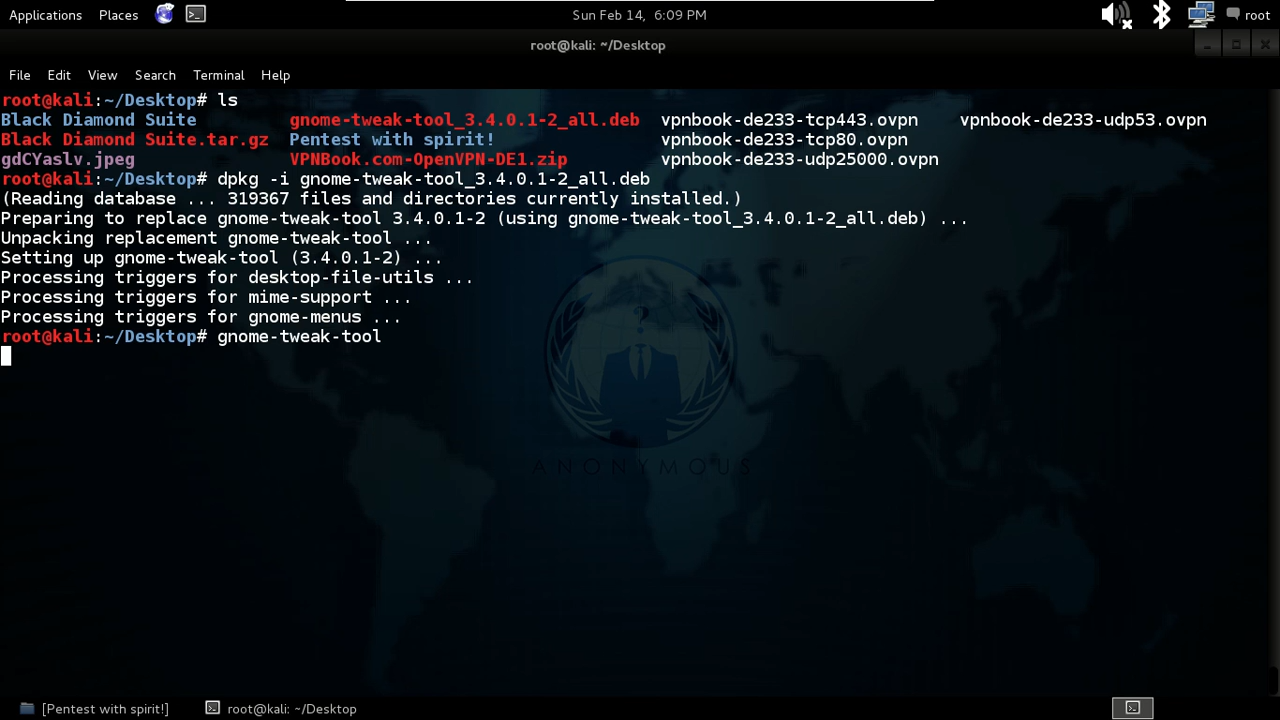 Applications Places Sun Feb 14, 6:09 PM root
root@kali: ~/Desktop
File Edit View Search Terminal Help
root@kali:~/Desktop# ls
Black Diamond Suite gnome-tweak-tool_3.4.0.1-2_all.deb vpnbook-de233-tcp443.ovpn vpnbook-de233-udp53.ovpn
Black Diamond Suite.tar.gz Pentest with spirit! vpnbook-de233-tcp80.ovpn
gdCYaslv.jpeg VPNBook.com-OpenVPN-DE1.zip vpnbook-de233-udp25000.ovpn
root@kali:~/Desktop# dpkg -i gnome-tweak-tool_3.4.0.1-2_all.deb
(Reading database ... 319367 files and directories currently installed.)
Preparing to replace gnome-tweak-tool 3.4.0.1-2 (using gnome-tweak-tool_3.4.0.1-2_all.deb) ...
Unpacking replacement gnome-tweak-tool ...
Setting up gnome-tweak-tool (3.4.0.1-2) ...
Processing triggers for desktop-file-utils ...
Processing triggers for mime-support ...
Processing triggers for gnome-menus ...
root@kali:~/Desktop# gnome-tweak-tool
?
ANONYMOUS
[Pentest with spirit!] root@kali: ~/Desktop